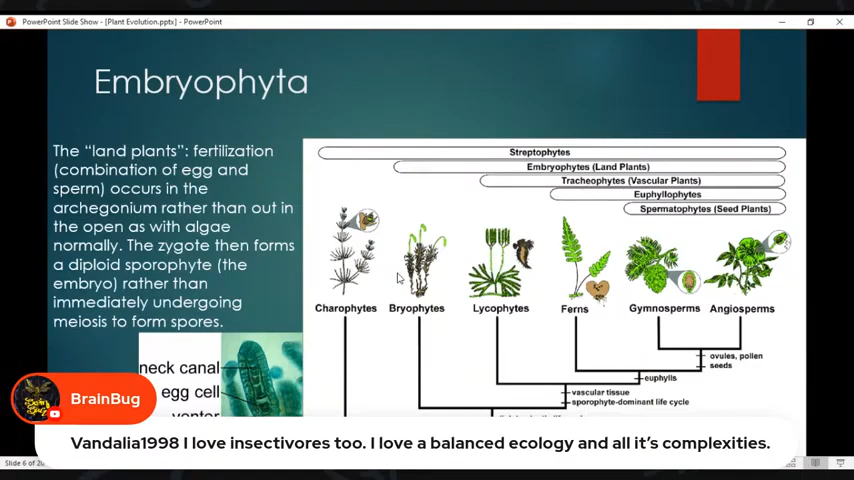 PowerPoint Slide Show - [Plant Evolution.pptx] - PowerPoint
Embryophyta
The “land plants”: fertilization
(combination of egg and
sperm) occurs in the
archegonium rather than out in
the open as with algae
normally. The zygote then forms
a diploid sporophyte (the
embryo) rather than
immediately undergoing
meiosis to form spores.
Streptophytes
Embryophytes (Land Plants)
Tracheophytes (Vascular Plants)
Euphyllophytes
Spermatophytes (Seed Plants)
Charophytes
Bryophytes
Lycophytes
Ferns
Gymnosperms
Angiosperms
ovules, pollen
seeds
euphylls
vascular tissue
sporophyte-dominant life cycle
neck canal
egg cell
venter
BrainBug
Vandalia1998 I love insectivores too. I love a balanced ecology and all it’s complexities.
Slide 6 of